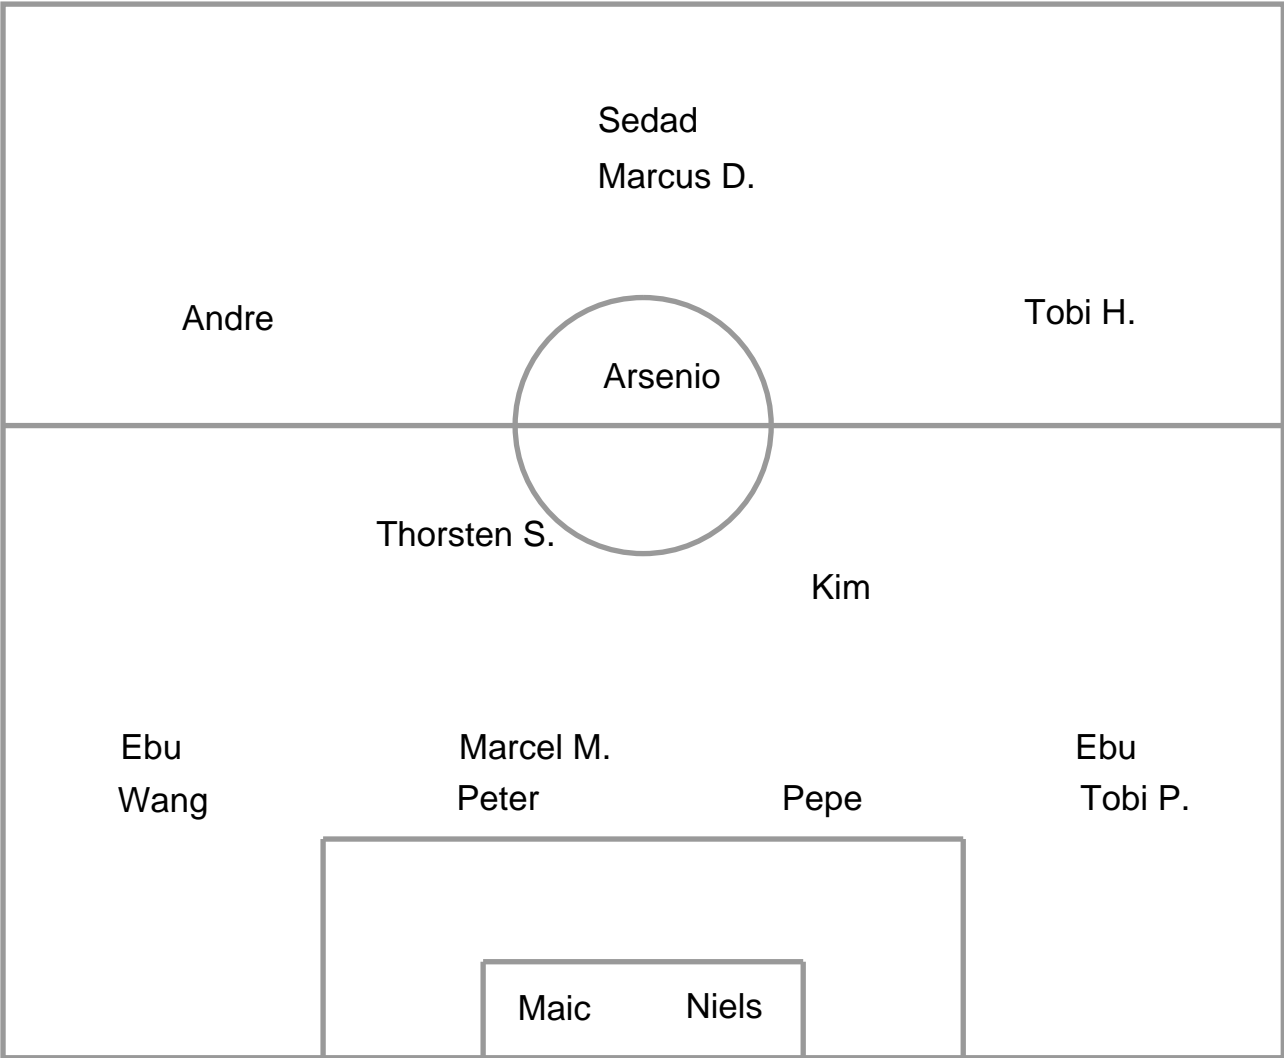 Sedad
Marcus D.
Andre
Tobi H.
Arsenio
Thorsten S.
Kim
Ebu
Marcel M.
Ebu
Wang
Peter
Pepe
Tobi P.
Maic
Niels